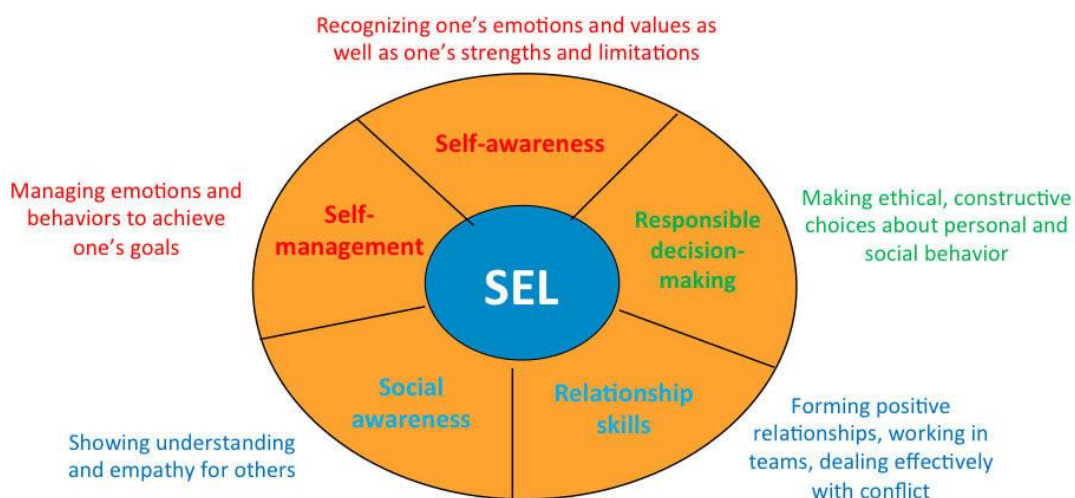 Recognizing one’s emotions and values as
well as one’s strengths and limitations
Self-awareness
Managing emotions and
behaviors to achieve
one’s goals
Self-
management
Responsible
decision-
making
Making ethical, constructive
choices about personal and
social behavior
SEL
Social
awareness
Relationship
skills
Showing understanding
and empathy for others
Forming positive
relationships, working in
teams, dealing effectively
with conflict